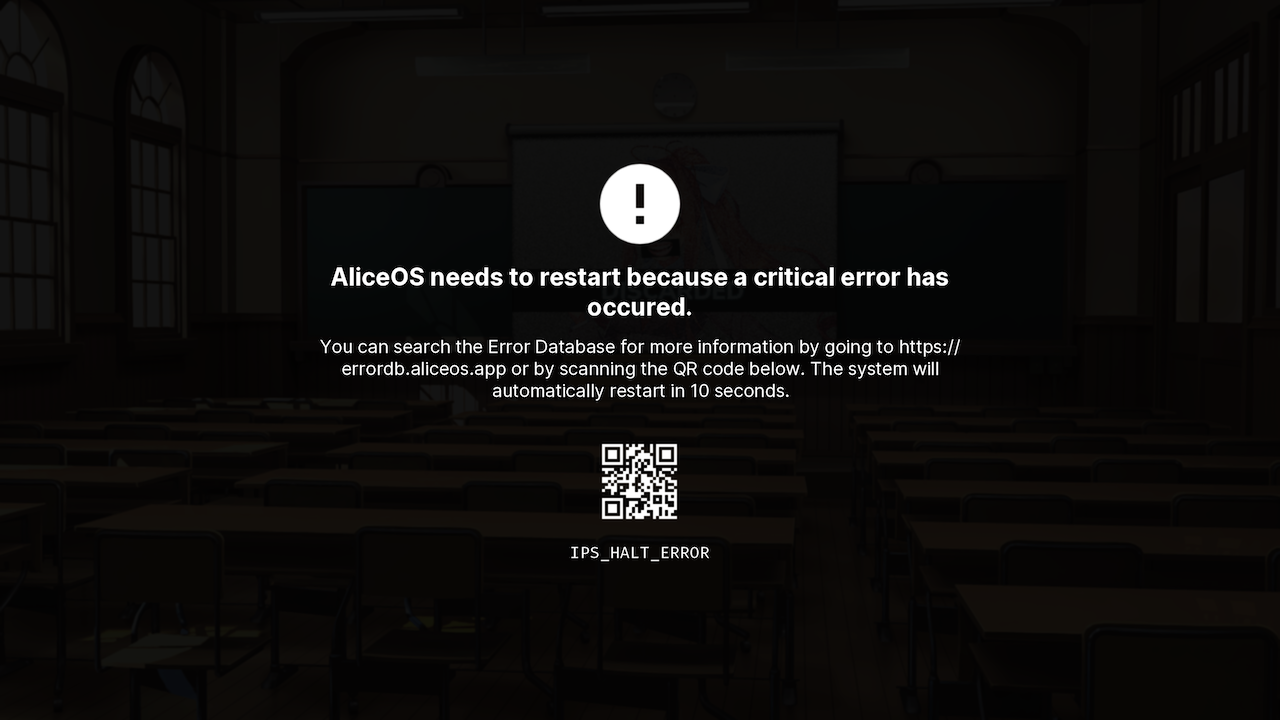 AliceOS needs to restart because a critical error has
occured.
You can search the Error Database for more information by going to https://
errordb.aliceos.app or by scanning the QR code below. The system will
automatically restart in 10 seconds.
IPS_HALT_ERROR